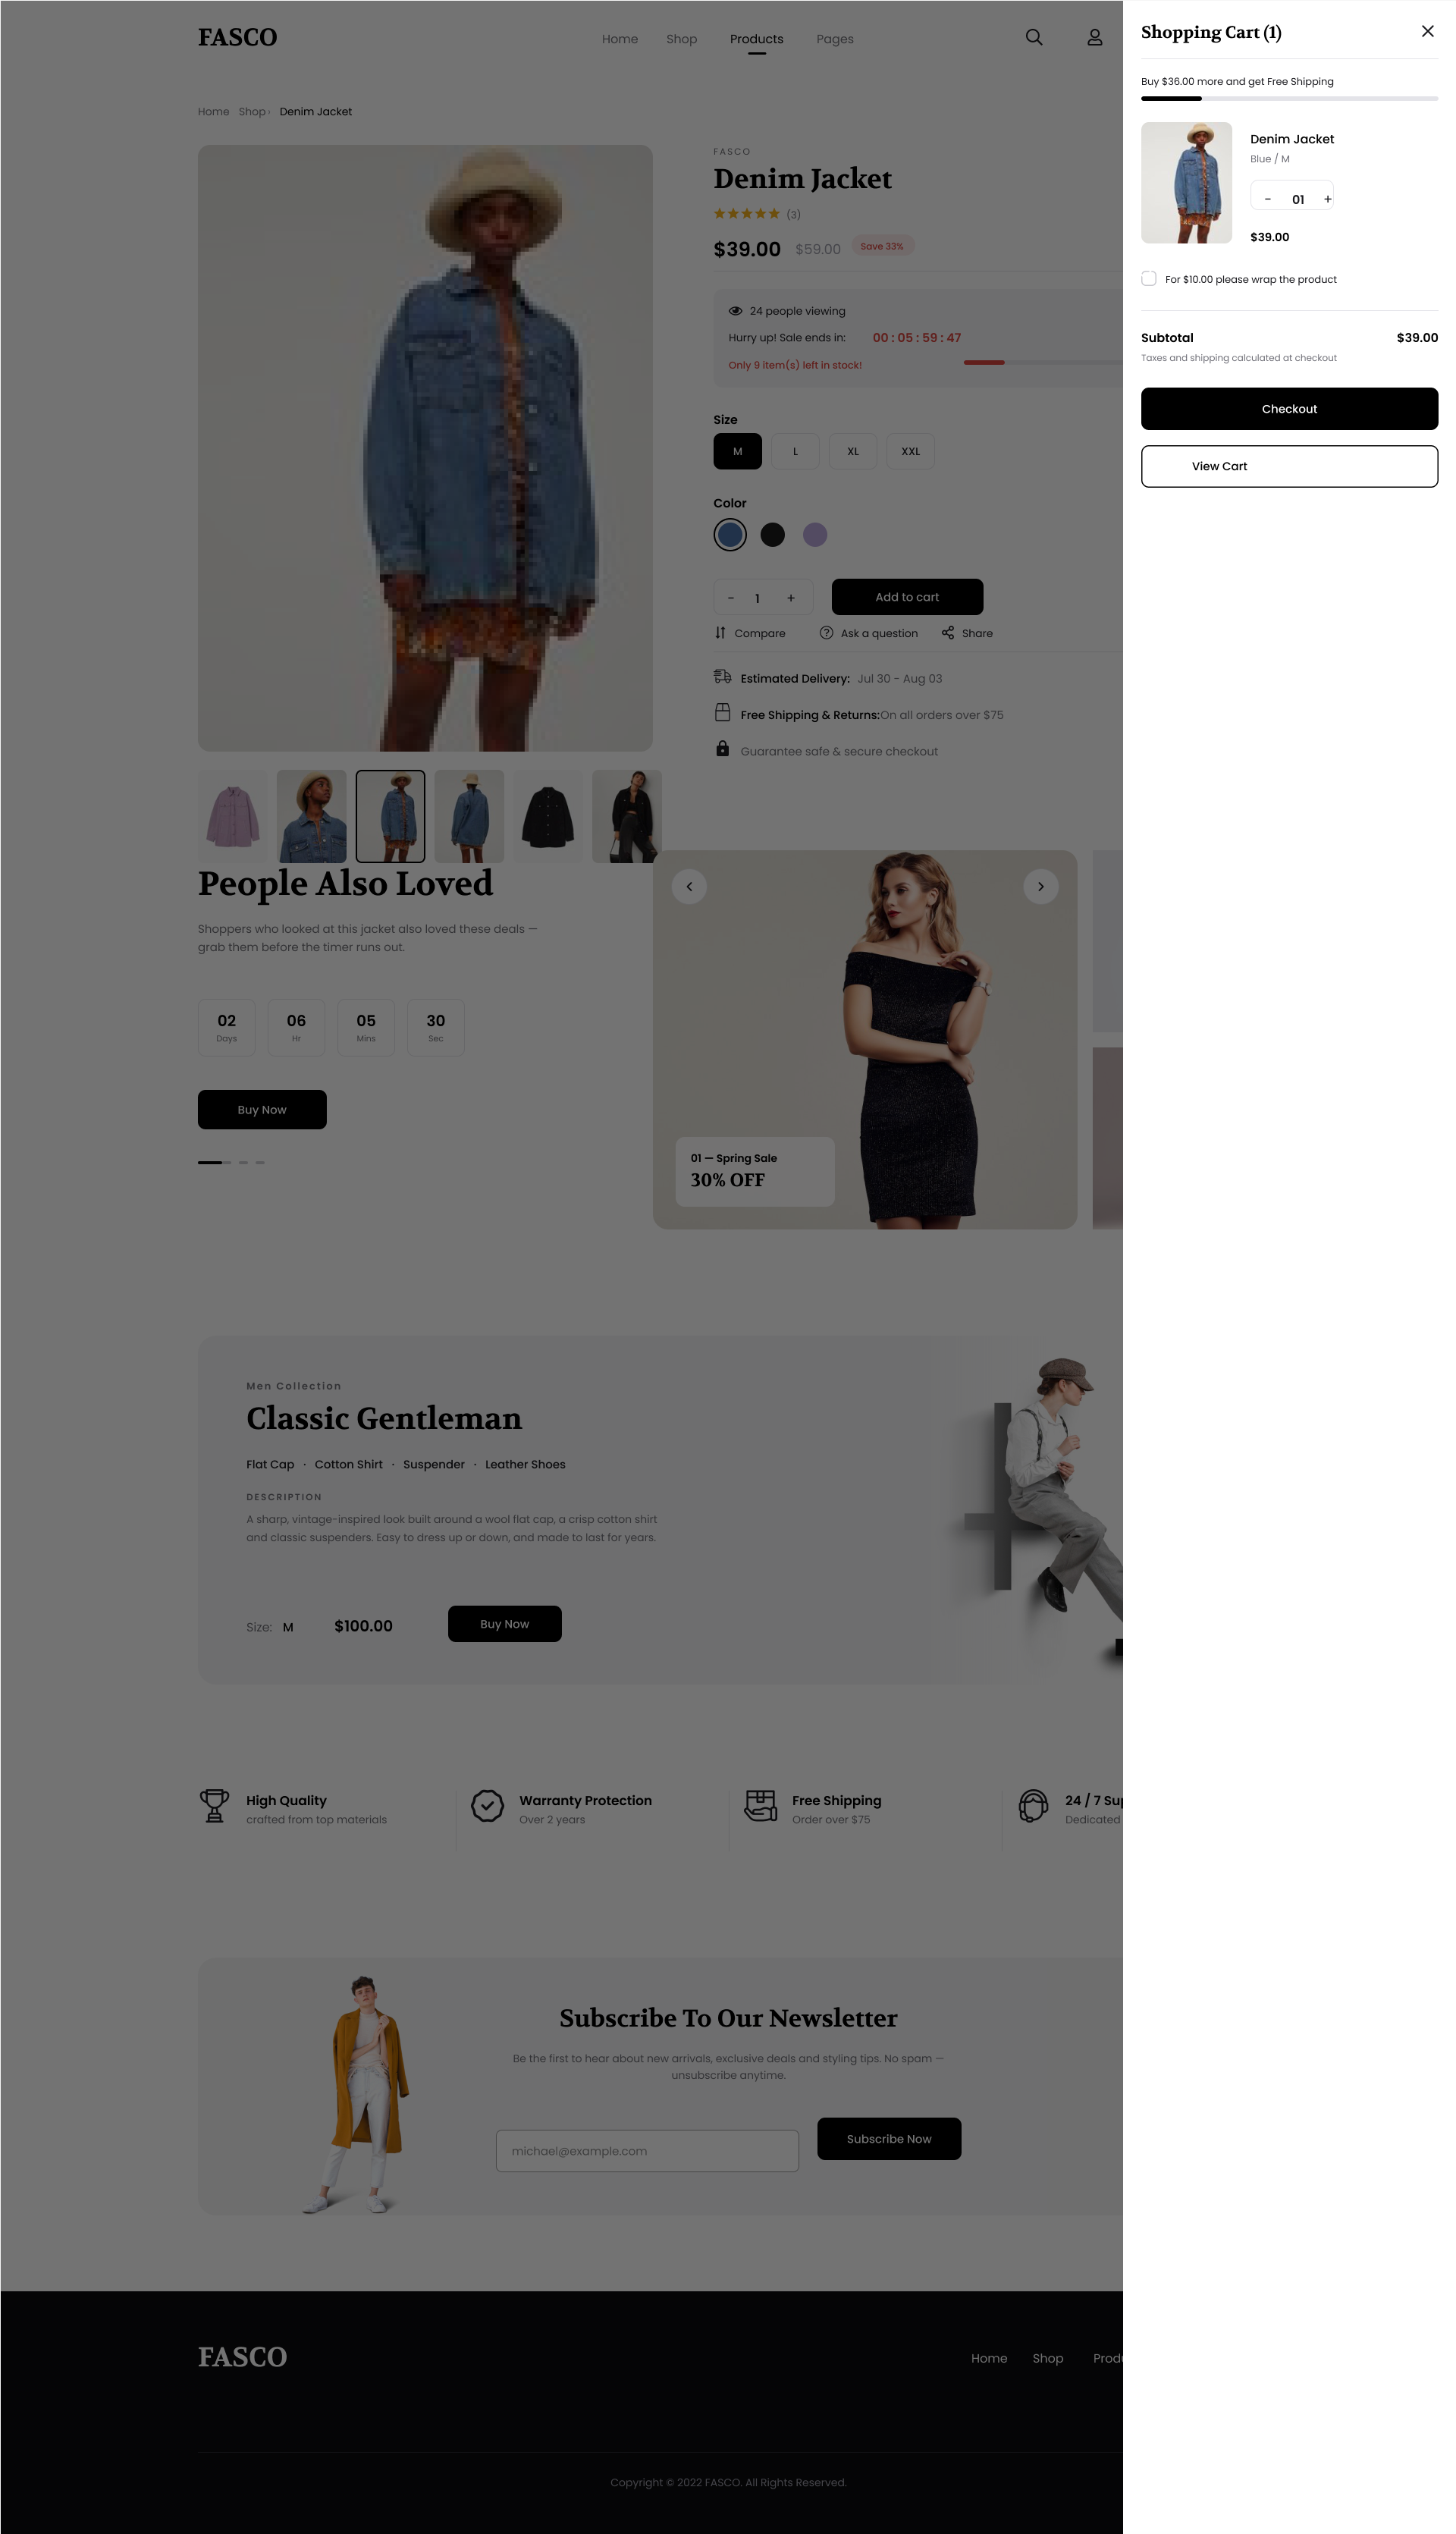 FASCO
Home Shop Products Pages
Home Shop › Denim Jacket
FASCO
Denim Jacket
(3)
$39.00 $59.00 Save 33%
24 people viewing
Hurry up! Sale ends in: 00 : 05 : 59 : 47
Only 9 item(s) left in stock!
Size
M L XL XXL
Color
- 1 + Add to cart
Compare Ask a question Share
Estimated Delivery: Jul 30 - Aug 03
Free Shipping & Returns:On all orders over $75
Guarantee safe & secure checkout
People Also Loved
Shoppers who looked at this jacket also loved these deals —
grab them before the timer runs out.
02 06 05 30
Days Hr Mins Sec
Buy Now
01 — Spring Sale
30% OFF
Men Collection
Classic Gentleman
Flat Cap · Cotton Shirt · Suspender · Leather Shoes
DESCRIPTION
A sharp, vintage-inspired look built around a wool flat cap, a crisp cotton shirt
and classic suspenders. Easy to dress up or down, and made to last for years.
Size: M $100.00 Buy Now
High Quality
crafted from top materials
Warranty Protection
Over 2 years
Free Shipping
Order over $75
24 / 7 Sup
Dedicated
Subscribe To Our Newsletter
Be the first to hear about new arrivals, exclusive deals and styling tips. No spam —
unsubscribe anytime.
michael@example.com Subscribe Now
FASCO
Home Shop Produ
Copyright © 2022 FASCO. All Rights Reserved.
Shopping Cart (1)
Buy $36.00 more and get Free Shipping
Denim Jacket
Blue / M
- 01 +
$39.00
For $10.00 please wrap the product
Subtotal $39.00
Taxes and shipping calculated at checkout
Checkout
View Cart